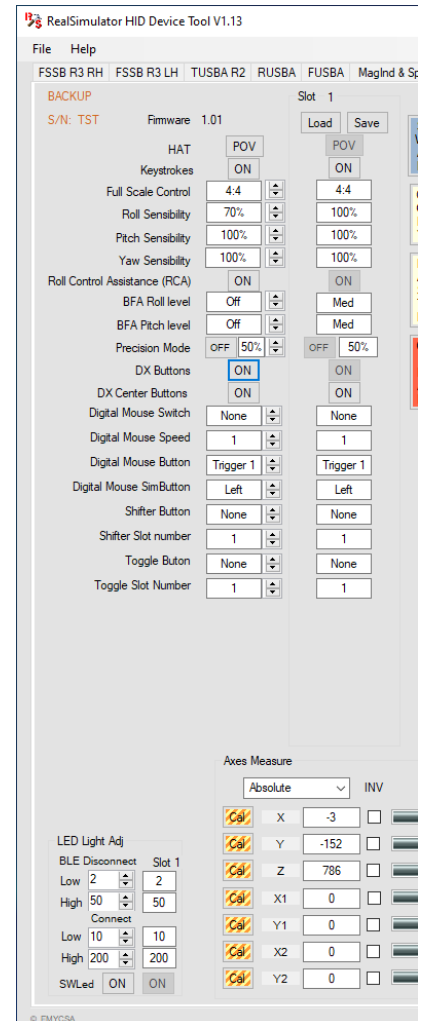 RealSimulator HID Device Tool V1.13
File Help
FSSB R3 RH FSSB R3 LH TUSBA R2 RUSBA FUSBA MagInd & Sp
BACKUP Slot 1
S/N: TST Firmware 1.01 Load Save
HAT POV POV
Keystrokes ON ON
Full Scale Control 4:4 4:4
Roll Sensibility 70% 100%
Pitch Sensibility 100% 100%
Yaw Sensibility 100% 100%
Roll Control Assistance (RCA) ON ON
BFA Roll level Off Med
BFA Pitch level Off Med
Precision Mode OFF 50% OFF 50%
DX Buttons ON ON
DX Center Buttons ON ON
Digital Mouse Switch None None
Digital Mouse Speed 1 1
Digital Mouse Button Trigger 1 Trigger 1
Digital Mouse SimButton Left Left
Shifter Button None None
Shifter Slot number 1 1
Toggle Buton None None
Toggle Slot Number 1 1
Axes Measure
Absolute INV
Cal X -3
Cal Y -152
Cal Z 786
Cal X1 0
Cal Y1 0
Cal X2 0
Cal Y2 0
LED Light Adj
BLE Disconnect Slot 1
Low 2 2
High 50 50
Connect
Low 10 10
High 200 200
SWLed ON ON